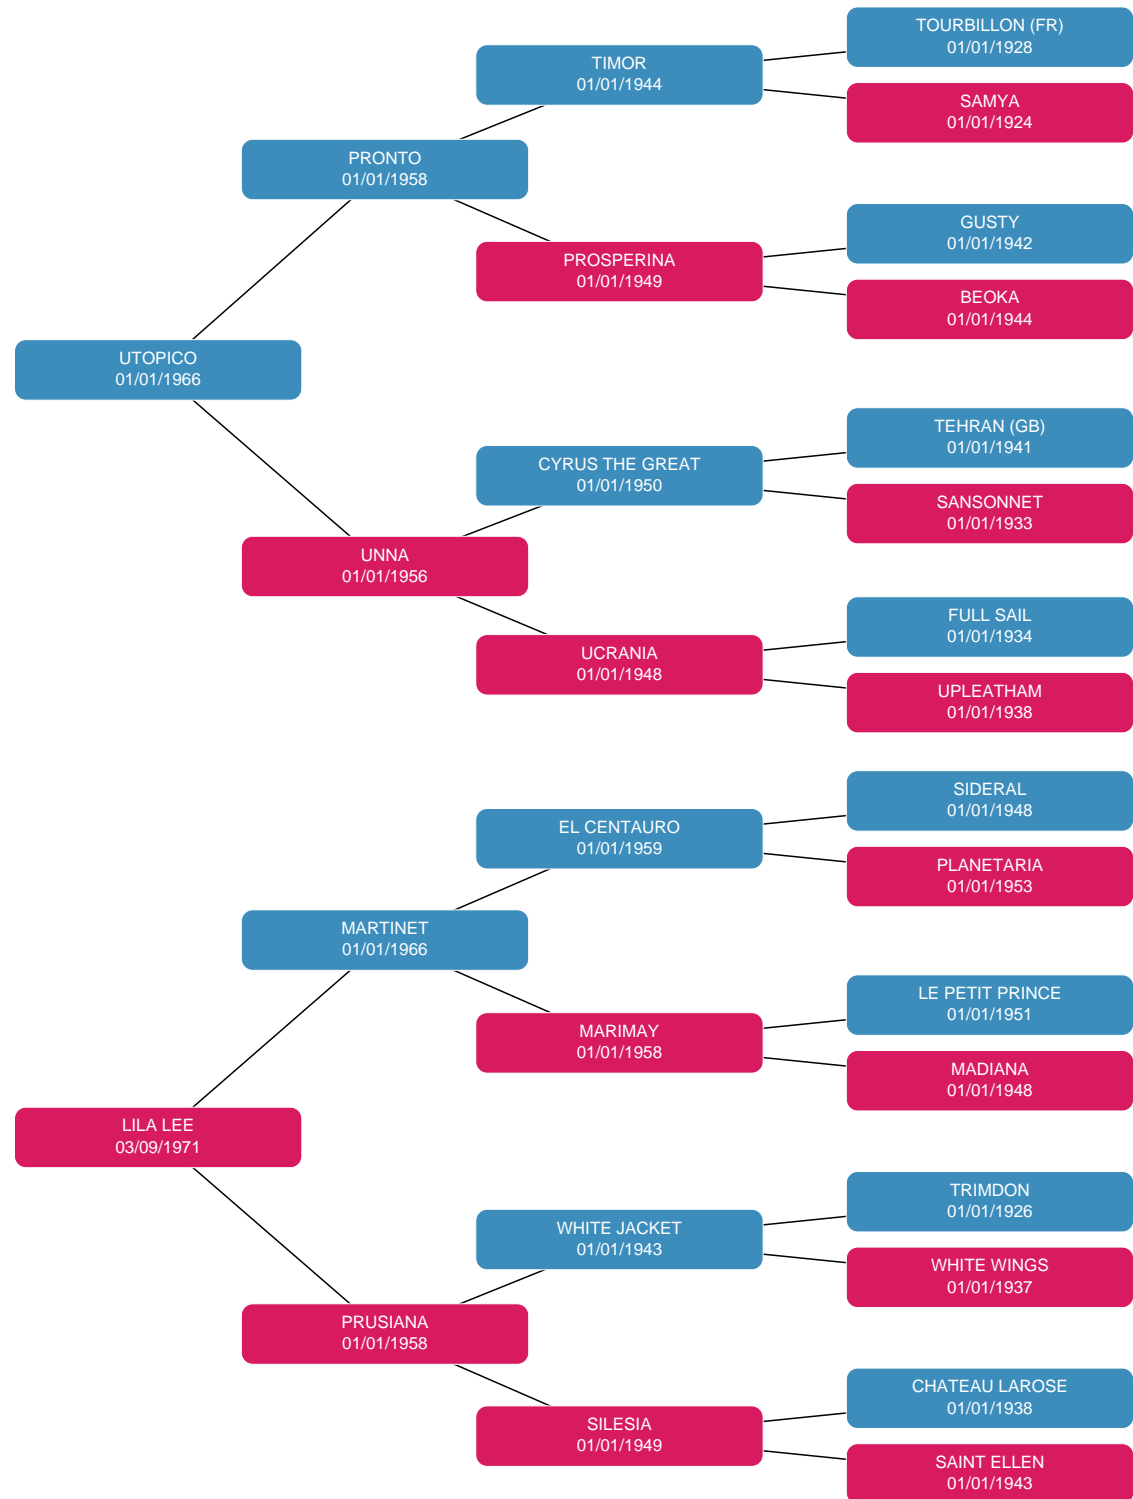 TOURBILLON (FR)
01/01/1928
TIMOR
01/01/1944
SAMYA
01/01/1924
PRONTO
01/01/1958
GUSTY
01/01/1942
PROSPERINA
01/01/1949
BEOKA
01/01/1944
UTOPICO
01/01/1966
TEHRAN (GB)
01/01/1941
CYRUS THE GREAT
01/01/1950
SANSONNET
01/01/1933
UNNA
01/01/1956
FULL SAIL
01/01/1934
UCRANIA
01/01/1948
UPLEATHAM
01/01/1938
SIDERAL
01/01/1948
EL CENTAURO
01/01/1959
PLANETARIA
01/01/1953
MARTINET
01/01/1966
LE PETIT PRINCE
01/01/1951
MARIMAY
01/01/1958
MADIANA
01/01/1948
LILA LEE
03/09/1971
TRIMDON
01/01/1926
WHITE JACKET
01/01/1943
WHITE WINGS
01/01/1937
PRUSIANA
01/01/1958
CHATEAU LAROSE
01/01/1938
SILESIA
01/01/1949
SAINT ELLEN
01/01/1943